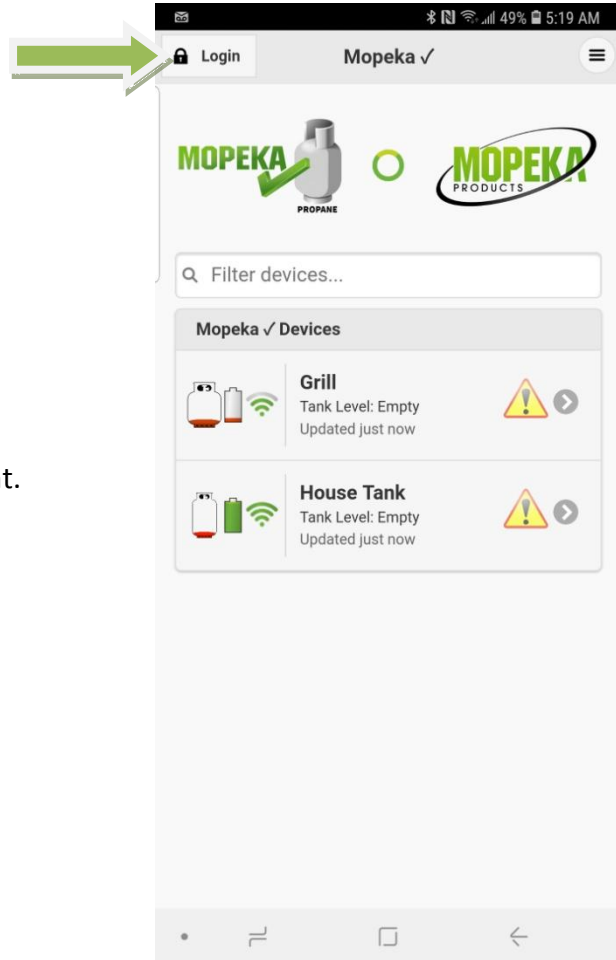 49% 5:19 AM
Login
Mopeka ✓
MOPEKA
PROPANE
MOPEKA
PRODUCTS
Filter devices...
Mopeka ✓ Devices
Grill
Tank Level: Empty
Updated just now
t.
House Tank
Tank Level: Empty
Updated just now